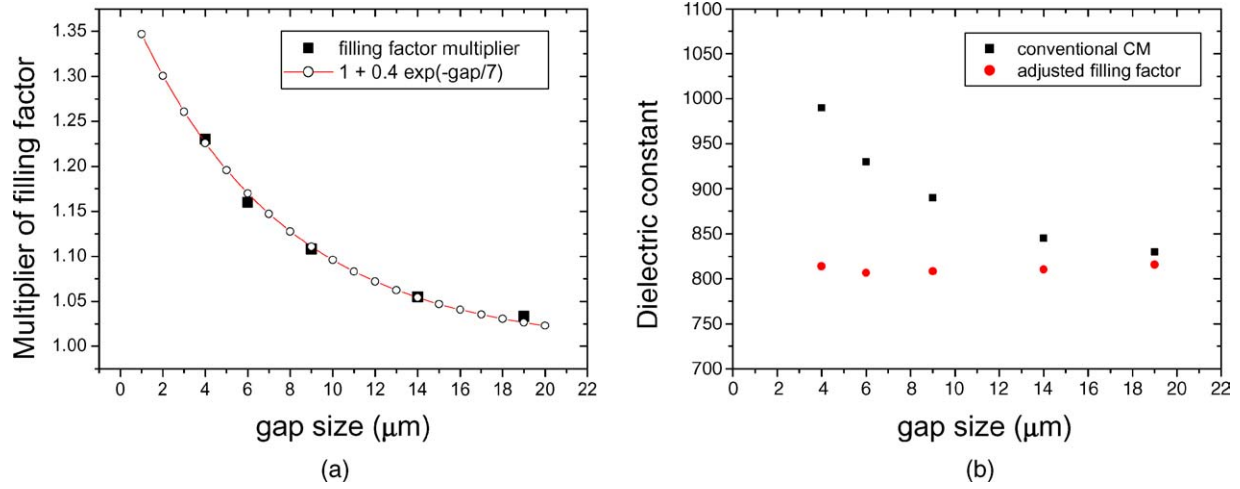 1.35
1.30
1.25
1.20
1.15
1.10
1.05
1.00
Multiplier of filling factor
filling factor multiplier
1 + 0.4 exp(-gap/7)
0 2 4 6 8 10 12 14 16 18 20 22
gap size (μm)
(a)
1100
1050
1000
950
900
850
800
750
700
Dielectric constant
conventional CM
adjusted filling factor
0 2 4 6 8 10 12 14 16 18 20 22
gap size (μm)
(b)